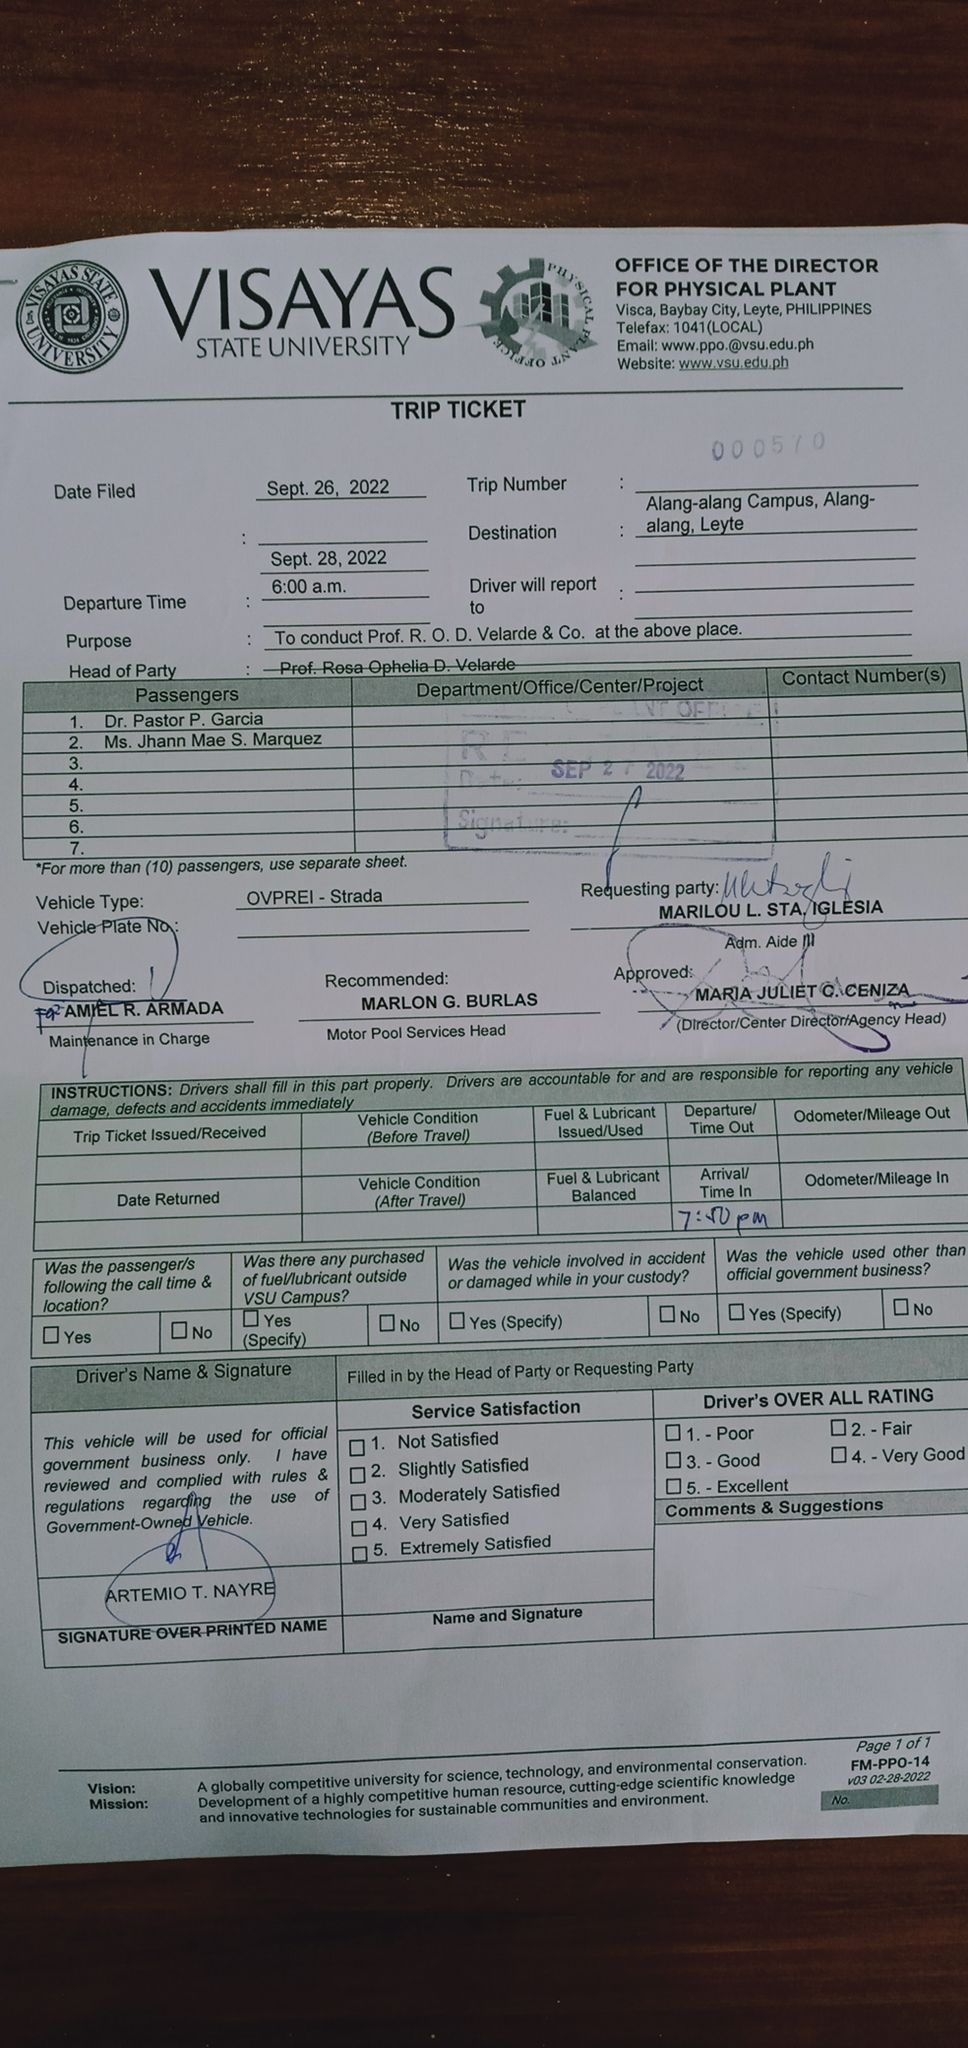 VISAYAS STATE UNIVERSITY
VISAYAS
STATE UNIVERSITY
PHYSICAL PLANT OFFICE
OFFICE OF THE DIRECTOR
FOR PHYSICAL PLANT
Visca, Baybay City, Leyte, PHILIPPINES
Telefax: 1041(LOCAL)
Email: www.ppo.@vsu.edu.ph
Website: www.vsu.edu.ph
TRIP TICKET
000570
Date Filed Sept. 26, 2022 Trip Number :
: Destination : Alang-alang Campus, Alang-
alang, Leyte
Sept. 28, 2022
Departure Time : 6:00 a.m. Driver will report
to :
Purpose : To conduct Prof. R. O. D. Velarde & Co. at the above place.
Head of Party : Prof. Rosa Ophelia D. Velarde
Passengers Department/Office/Center/Project Contact Number(s)
1. Dr. Pastor P. Garcia
2. Ms. Jhann Mae S. Marquez
3.
4.
5.
6.
7.
SEP 27 2022
Signature:
*For more than (10) passengers, use separate sheet.
Vehicle Type: OVPREI - Strada Requesting party:
Vehicle Plate No.: MARILOU L. STA. IGLESIA
Adm. Aide III
Dispatched: Recommended: Approved:
For AMIEL R. ARMADA MARLON G. BURLAS MARIA JULIET C. CENIZA
Maintenance in Charge Motor Pool Services Head (Director/Center Director/Agency Head)
INSTRUCTIONS: Drivers shall fill in this part properly. Drivers are accountable for and are responsible for reporting any vehicle
damage, defects and accidents immediately
Trip Ticket Issued/Received Vehicle Condition
(Before Travel) Fuel & Lubricant
Issued/Used Departure/
Time Out Odometer/Mileage Out
Date Returned Vehicle Condition
(After Travel) Fuel & Lubricant
Balanced Arrival/
Time In Odometer/Mileage In
pm
Was the passenger/s
following the call time &
location?
Was there any purchased
of fuel/lubricant outside
VSU Campus?
Was the vehicle involved in accident
or damaged while in your custody?
Was the vehicle used other than
official government business?
Yes No Yes
(Specify) No Yes (Specify) No Yes (Specify) No
Driver's Name & Signature Filled in by the Head of Party or Requesting Party
This vehicle will be used for official
government business only. I have
reviewed and complied with rules &
regulations regarding the use of
Government-Owned Vehicle.
ARTEMIO T. NAYRE
SIGNATURE OVER PRINTED NAME
Service Satisfaction
1. Not Satisfied
2. Slightly Satisfied
3. Moderately Satisfied
4. Very Satisfied
5. Extremely Satisfied
Name and Signature
Driver's OVER ALL RATING
1. - Poor 2. - Fair
3. - Good 4. - Very Good
5. - Excellent
Comments & Suggestions
Vision: A globally competitive university for science, technology, and environmental conservation.
Mission: Development of a highly competitive human resource, cutting-edge scientific knowledge
and innovative technologies for sustainable communities and environment.
Page 1 of 1
FM-PPO-14
v03 02-28-2022
No.